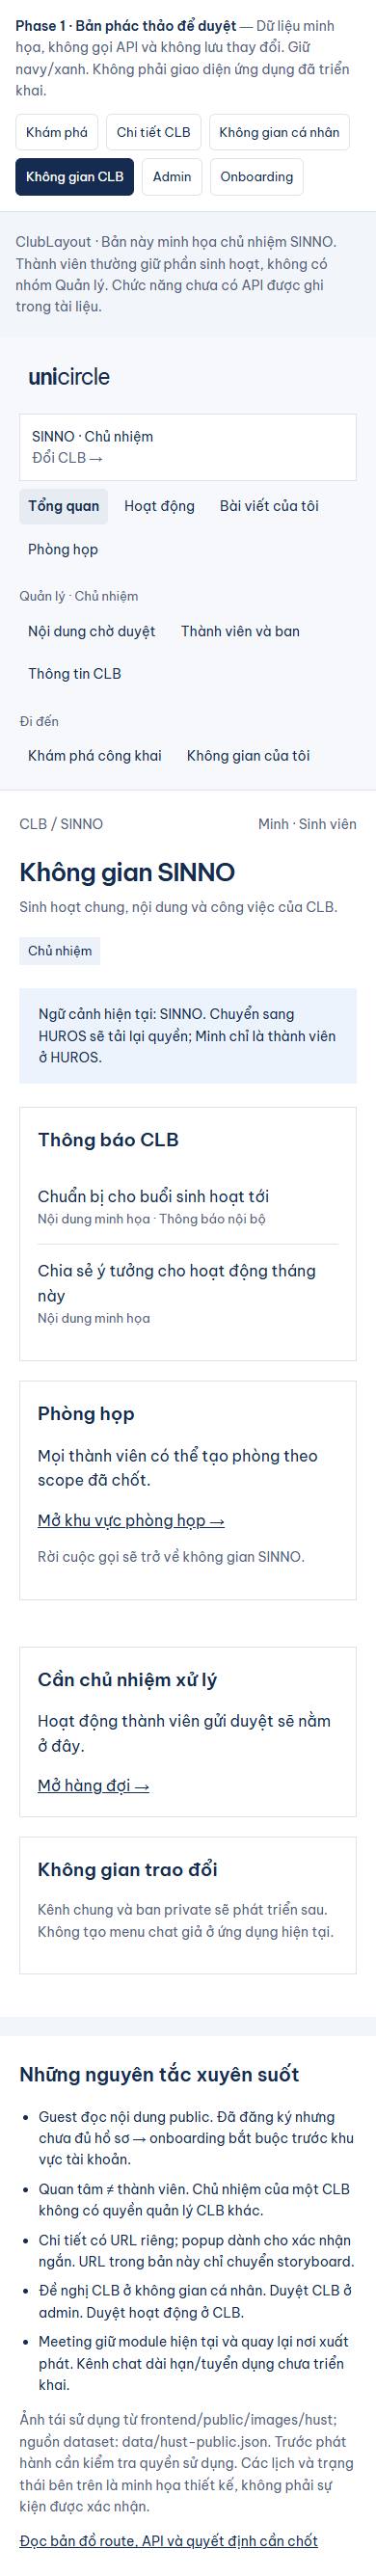 Phase 1 · Bản phác thảo để duyệt — Dữ liệu minh
họa, không gọi API và không lưu thay đổi. Giữ
navy/xanh. Không phải giao diện ứng dụng đã triển
khai.
Khám phá
Chi tiết CLB
Không gian cá nhân
Không gian CLB
Admin
Onboarding
ClubLayout · Bản này minh họa chủ nhiệm SINNO.
Thành viên thường giữ phần sinh hoạt, không có
nhóm Quản lý. Chức năng chưa có API được ghi
trong tài liệu.
unicircle
SINNO · Chủ nhiệm
Đổi CLB →
Tổng quan
Hoạt động
Bài viết của tôi
Phòng họp
Quản lý · Chủ nhiệm
Nội dung chờ duyệt
Thành viên và ban
Thông tin CLB
Đi đến
Khám phá công khai
Không gian của tôi
CLB / SINNO
Minh · Sinh viên
Không gian SINNO
Sinh hoạt chung, nội dung và công việc của CLB.
Chủ nhiệm
Ngữ cảnh hiện tại: SINNO. Chuyển sang
HUROS sẽ tải lại quyền; Minh chỉ là thành viên
ở HUROS.
Thông báo CLB
Chuẩn bị cho buổi sinh hoạt tới
Nội dung minh họa · Thông báo nội bộ
Chia sẻ ý tưởng cho hoạt động tháng
này
Nội dung minh họa
Phòng họp
Mọi thành viên có thể tạo phòng theo
scope đã chốt.
Mở khu vực phòng họp →
Rời cuộc gọi sẽ trở về không gian SINNO.
Cần chủ nhiệm xử lý
Hoạt động thành viên gửi duyệt sẽ nằm
ở đây.
Mở hàng đợi →
Không gian trao đổi
Kênh chung và ban private sẽ phát triển sau.
Không tạo menu chat giả ở ứng dụng hiện tại.
Những nguyên tắc xuyên suốt
• Guest đọc nội dung public. Đã đăng ký nhưng
chưa đủ hồ sơ → onboarding bắt buộc trước khu
vực tài khoản.
• Quan tâm ≠ thành viên. Chủ nhiệm của một CLB
không có quyền quản lý CLB khác.
• Chi tiết có URL riêng; popup dành cho xác nhận
ngắn. URL trong bản này chỉ chuyển storyboard.
• Đề nghị CLB ở không gian cá nhân. Duyệt CLB ở
admin. Duyệt hoạt động ở CLB.
• Meeting giữ module hiện tại và quay lại nơi xuất
phát. Kênh chat dài hạn/tuyển dụng chưa triển
khai.
Ảnh tái sử dụng từ frontend/public/images/hust;
nguồn dataset: data/hust-public.json. Trước phát
hành cần kiểm tra quyền sử dụng. Các lịch và trạng
thái bên trên là minh họa thiết kế, không phải sự
kiện được xác nhận.
Đọc bản đồ route, API và quyết định cần chốt